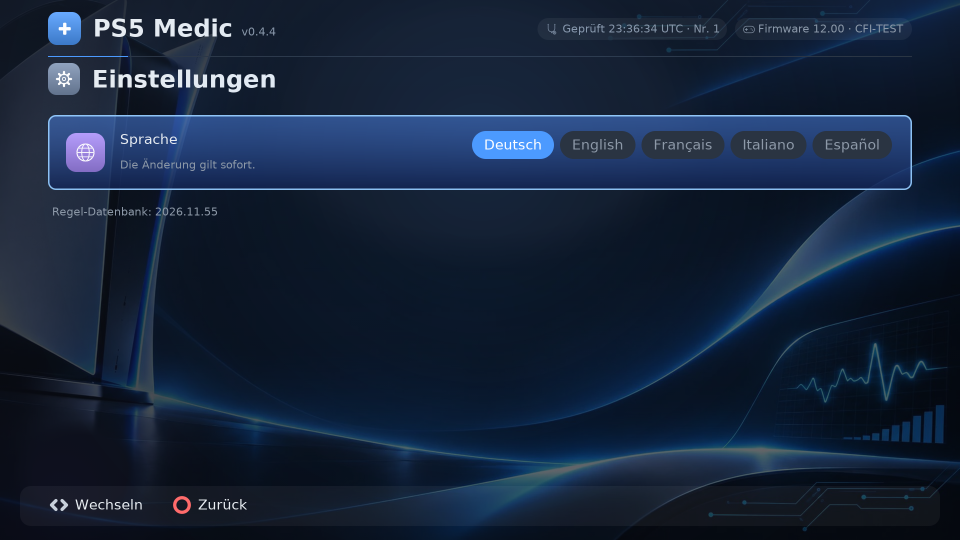 PS5 Medic v0.4.4
Geprüft 23:36:34 UTC · Nr. 1
Firmware 12.00 · CFI-TEST
Einstellungen
Sprache
Die Änderung gilt sofort.
Deutsch English Français Italiano Español
Regel-Datenbank: 2026.11.55
Wechseln Zurück